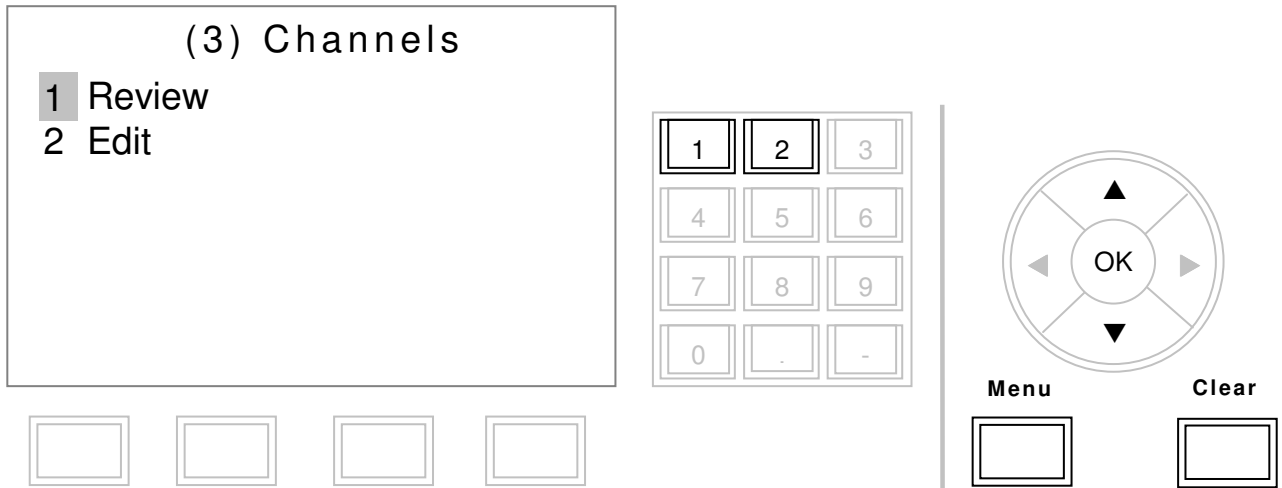 (3) Channels
1 Review
2 Edit
1 2 3
4 5 6
7 8 9
0 . -
OK
Menu Clear